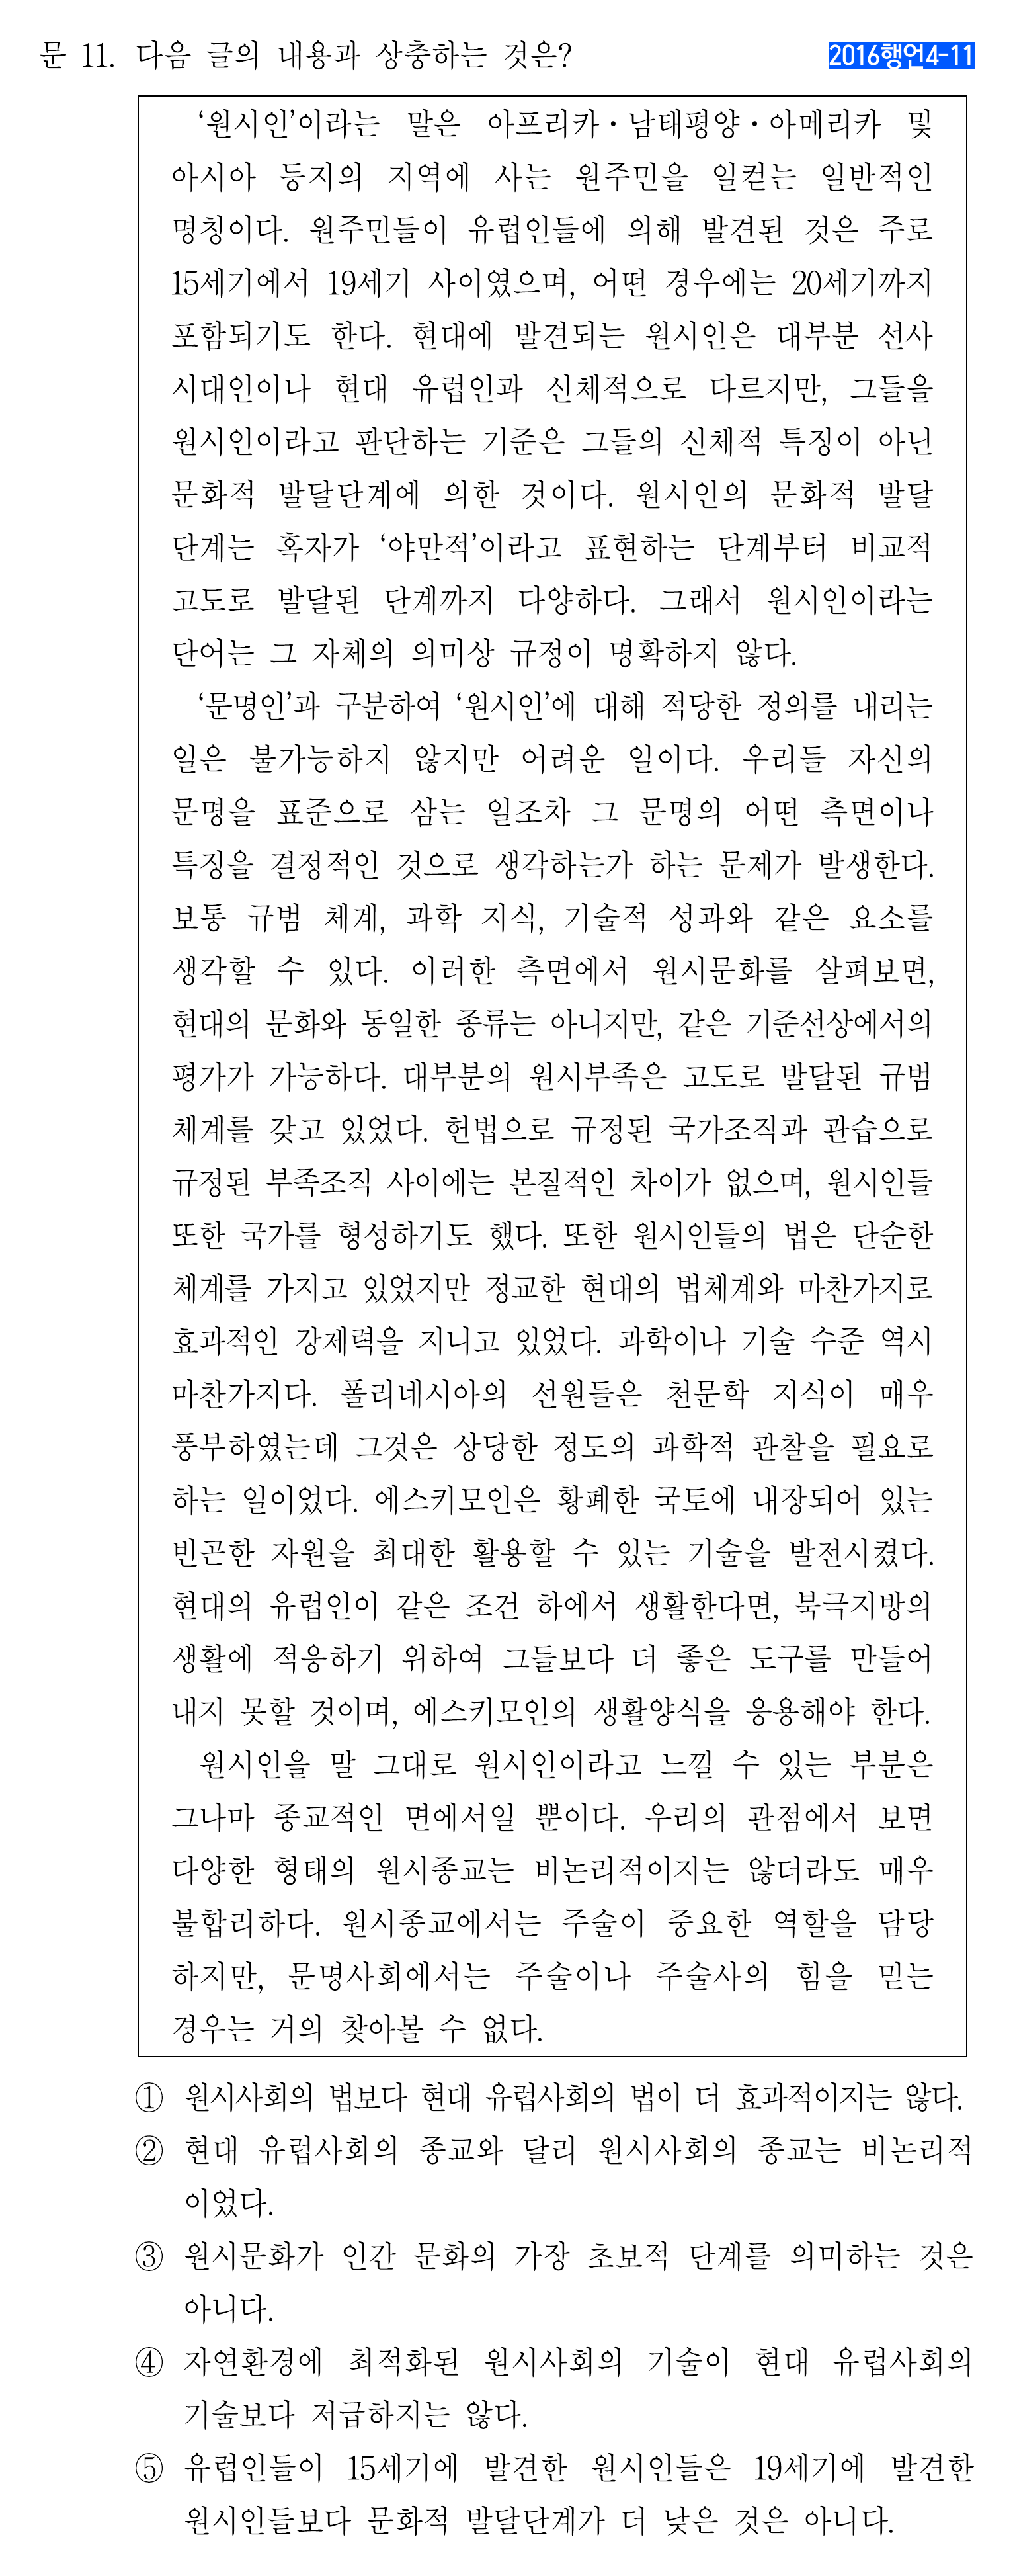 문 11. 다음 글의 내용과 상충하는 것은? 2016행언4-11
‘원시인’이라는 말은 아프리카・남태평양・아메리카 및
아시아 등지의 지역에 사는 원주민을 일컫는 일반적인
명칭이다. 원주민들이 유럽인들에 의해 발견된 것은 주로
15세기에서 19세기 사이였으며, 어떤 경우에는 20세기까지
포함되기도 한다. 현대에 발견되는 원시인은 대부분 선사
시대인이나 현대 유럽인과 신체적으로 다르지만, 그들을
원시인이라고 판단하는 기준은 그들의 신체적 특징이 아닌
문화적 발달단계에 의한 것이다. 원시인의 문화적 발달
단계는 혹자가 ‘야만적’이라고 표현하는 단계부터 비교적
고도로 발달된 단계까지 다양하다. 그래서 원시인이라는
단어는 그 자체의 의미상 규정이 명확하지 않다.
‘문명인’과 구분하여 ‘원시인’에 대해 적당한 정의를 내리는
일은 불가능하지 않지만 어려운 일이다. 우리들 자신의
문명을 표준으로 삼는 일조차 그 문명의 어떤 측면이나
특징을 결정적인 것으로 생각하는가 하는 문제가 발생한다.
보통 규범 체계, 과학 지식, 기술적 성과와 같은 요소를
생각할 수 있다. 이러한 측면에서 원시문화를 살펴보면,
현대의 문화와 동일한 종류는 아니지만, 같은 기준선상에서의
평가가 가능하다. 대부분의 원시부족은 고도로 발달된 규범
체계를 갖고 있었다. 헌법으로 규정된 국가조직과 관습으로
규정된 부족조직 사이에는 본질적인 차이가 없으며, 원시인들
또한 국가를 형성하기도 했다. 또한 원시인들의 법은 단순한
체계를 가지고 있었지만 정교한 현대의 법체계와 마찬가지로
효과적인 강제력을 지니고 있었다. 과학이나 기술 수준 역시
마찬가지다. 폴리네시아의 선원들은 천문학 지식이 매우
풍부하였는데 그것은 상당한 정도의 과학적 관찰을 필요로
하는 일이었다. 에스키모인은 황폐한 국토에 내장되어 있는
빈곤한 자원을 최대한 활용할 수 있는 기술을 발전시켰다.
현대의 유럽인이 같은 조건 하에서 생활한다면, 북극지방의
생활에 적응하기 위하여 그들보다 더 좋은 도구를 만들어
내지 못할 것이며, 에스키모인의 생활양식을 응용해야 한다.
원시인을 말 그대로 원시인이라고 느낄 수 있는 부분은
그나마 종교적인 면에서일 뿐이다. 우리의 관점에서 보면
다양한 형태의 원시종교는 비논리적이지는 않더라도 매우
불합리하다. 원시종교에서는 주술이 중요한 역할을 담당
하지만, 문명사회에서는 주술이나 주술사의 힘을 믿는
경우는 거의 찾아볼 수 없다.
① 원시사회의 법보다 현대 유럽사회의 법이 더 효과적이지는 않다.
② 현대 유럽사회의 종교와 달리 원시사회의 종교는 비논리적
이었다.
③ 원시문화가 인간 문화의 가장 초보적 단계를 의미하는 것은
아니다.
④ 자연환경에 최적화된 원시사회의 기술이 현대 유럽사회의
기술보다 저급하지는 않다.
⑤ 유럽인들이 15세기에 발견한 원시인들은 19세기에 발견한
원시인들보다 문화적 발달단계가 더 낮은 것은 아니다.